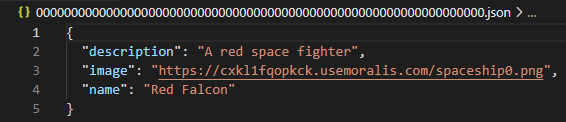 {} 0000000000000000000000000000000000000000000000000000000000000000.json > ...
1 {
2 "description": "A red space fighter",
3 "image": "https://cxkl1fqopkck.usemoralis.com/spaceship0.png",
4 "name": "Red Falcon"
5 }